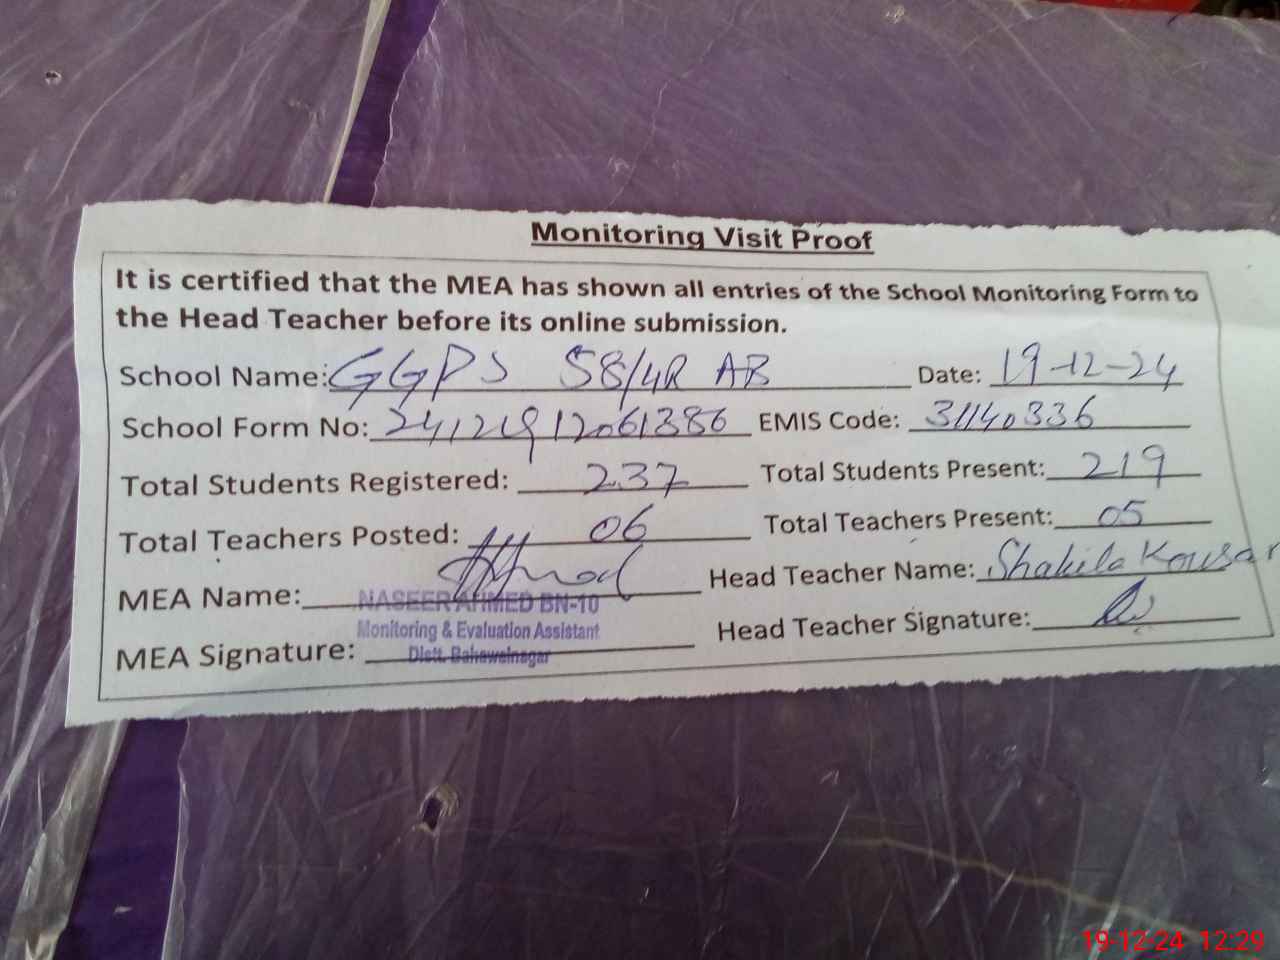 Monitoring Visit Proof
It is certified that the MEA has shown all entries of the School Monitoring Form to
the Head Teacher before its online submission.
School Name: GGPS 58/4R AB Date: 19-12-24
School Form No: 24121912061386 EMIS Code: 31140336
Total Students Registered: 237 Total Students Present: 219
Total Teachers Posted: 06 Total Teachers Present: 05
MEA Name: Head Teacher Name: Shakila Kousar
NASEER AHMED BN-10
Monitoring & Evaluation Assistant
Distt. Bahawalnagar
MEA Signature: Head Teacher Signature:
19-12-24 12:29